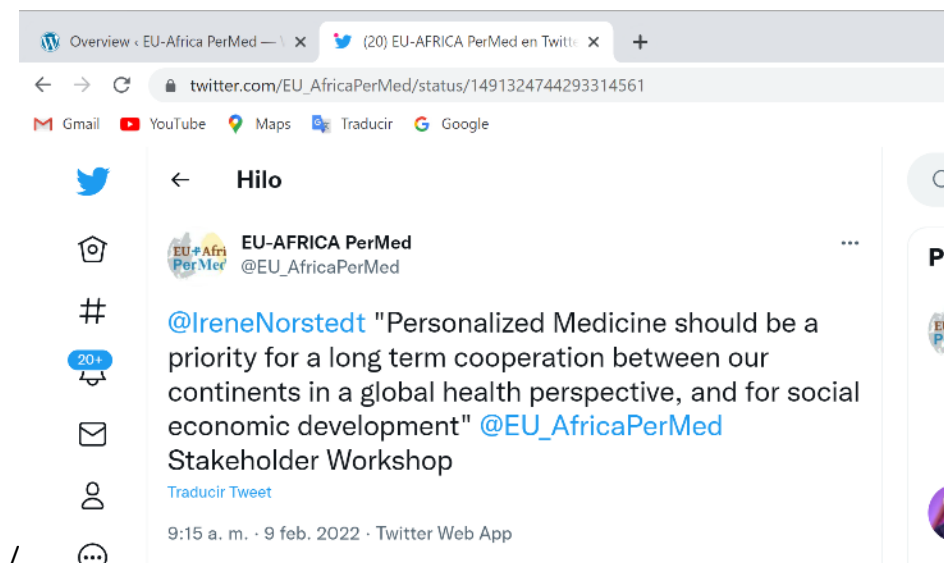 Overview ‹ EU-Africa PerMed — \
(20) EU-AFRICA PerMed en Twitte
twitter.com/EU_AfricaPerMed/status/1491324744293314561
Gmail YouTube Maps Traducir Google
Hilo
EU-AFRICA PerMed
@EU_AfricaPerMed
@IreneNorstedt "Personalized Medicine should be a
priority for a long term cooperation between our
continents in a global health perspective, and for social
economic development" @EU_AfricaPerMed
Stakeholder Workshop
Traducir Tweet
9:15 a. m. · 9 feb. 2022 · Twitter Web App
20+
EU Afri
PerMed
P
/